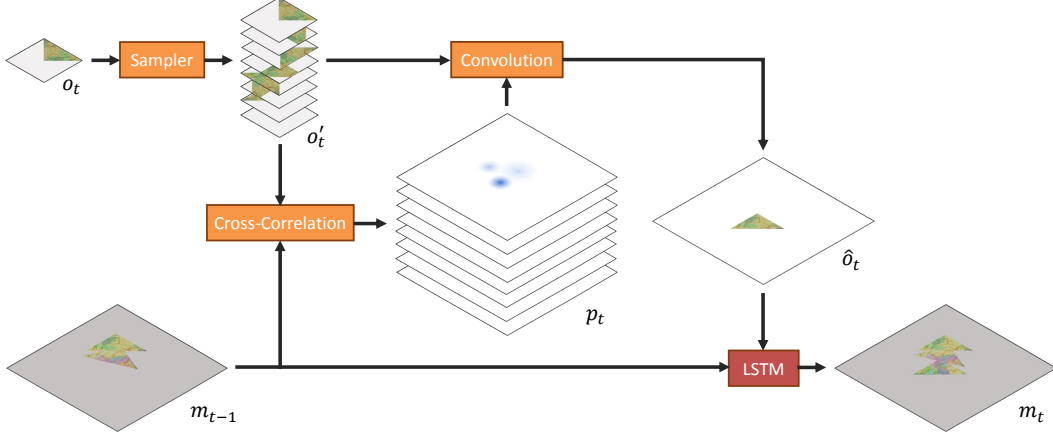 Sampler
Convolution
o_t
o'_t
Cross-Correlation
p_t
ô_t
LSTM
m_{t−1}
m_t